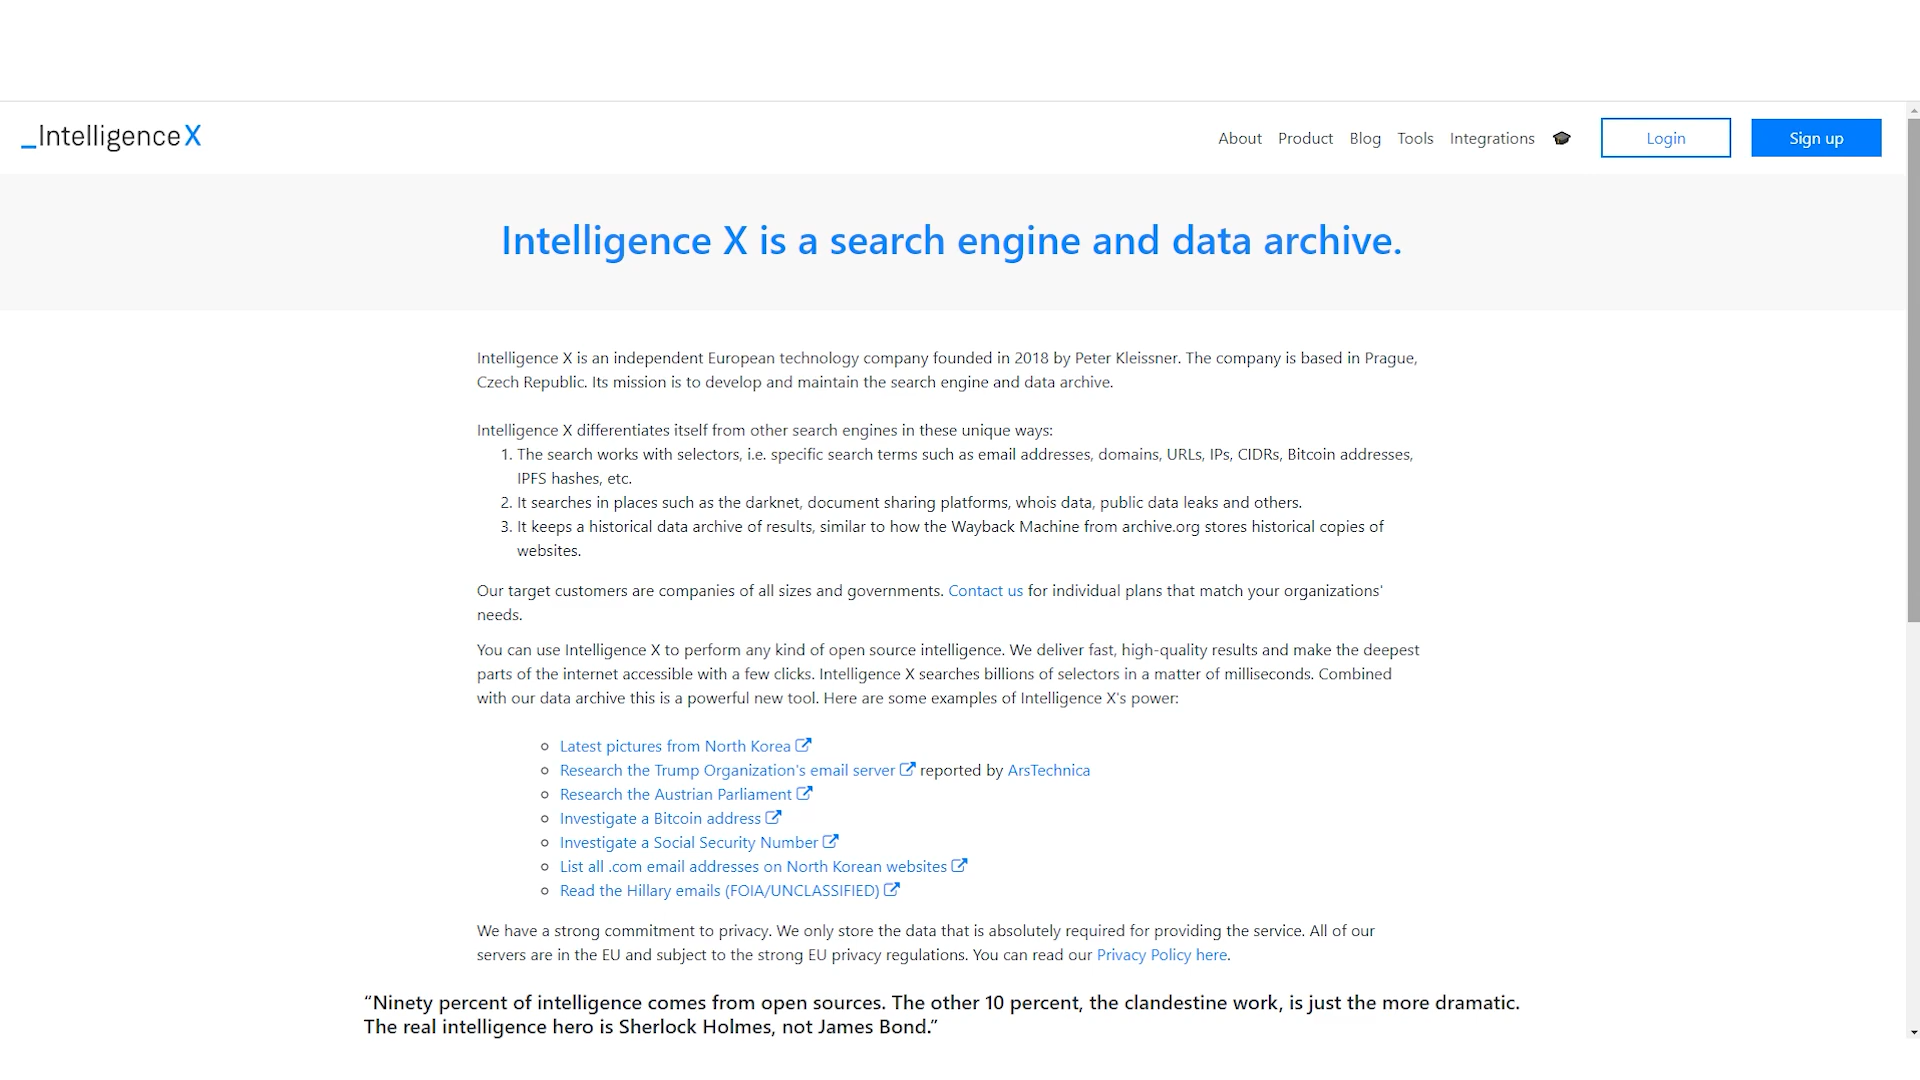 _IntelligenceX
About Product Blog Tools Integrations Login Sign up
Intelligence X is a search engine and data archive.
Intelligence X is an independent European technology company founded in 2018 by Peter Kleissner. The company is based in Prague,
Czech Republic. Its mission is to develop and maintain the search engine and data archive.
Intelligence X differentiates itself from other search engines in these unique ways:
1. The search works with selectors, i.e. specific search terms such as email addresses, domains, URLs, IPs, CIDRs, Bitcoin addresses,
IPFS hashes, etc.
2. It searches in places such as the darknet, document sharing platforms, whois data, public data leaks and others.
3. It keeps a historical data archive of results, similar to how the Wayback Machine from archive.org stores historical copies of
websites.
Our target customers are companies of all sizes and governments. Contact us for individual plans that match your organizations'
needs.
You can use Intelligence X to perform any kind of open source intelligence. We deliver fast, high-quality results and make the deepest
parts of the internet accessible with a few clicks. Intelligence X searches billions of selectors in a matter of milliseconds. Combined
with our data archive this is a powerful new tool. Here are some examples of Intelligence X's power:
Latest pictures from North Korea
Research the Trump Organization's email server reported by ArsTechnica
Research the Austrian Parliament
Investigate a Bitcoin address
Investigate a Social Security Number
List all .com email addresses on North Korean websites
Read the Hillary emails (FOIA/UNCLASSIFIED)
We have a strong commitment to privacy. We only store the data that is absolutely required for providing the service. All of our
servers are in the EU and subject to the strong EU privacy regulations. You can read our Privacy Policy here.
“Ninety percent of intelligence comes from open sources. The other 10 percent, the clandestine work, is just the more dramatic.
The real intelligence hero is Sherlock Holmes, not James Bond.”